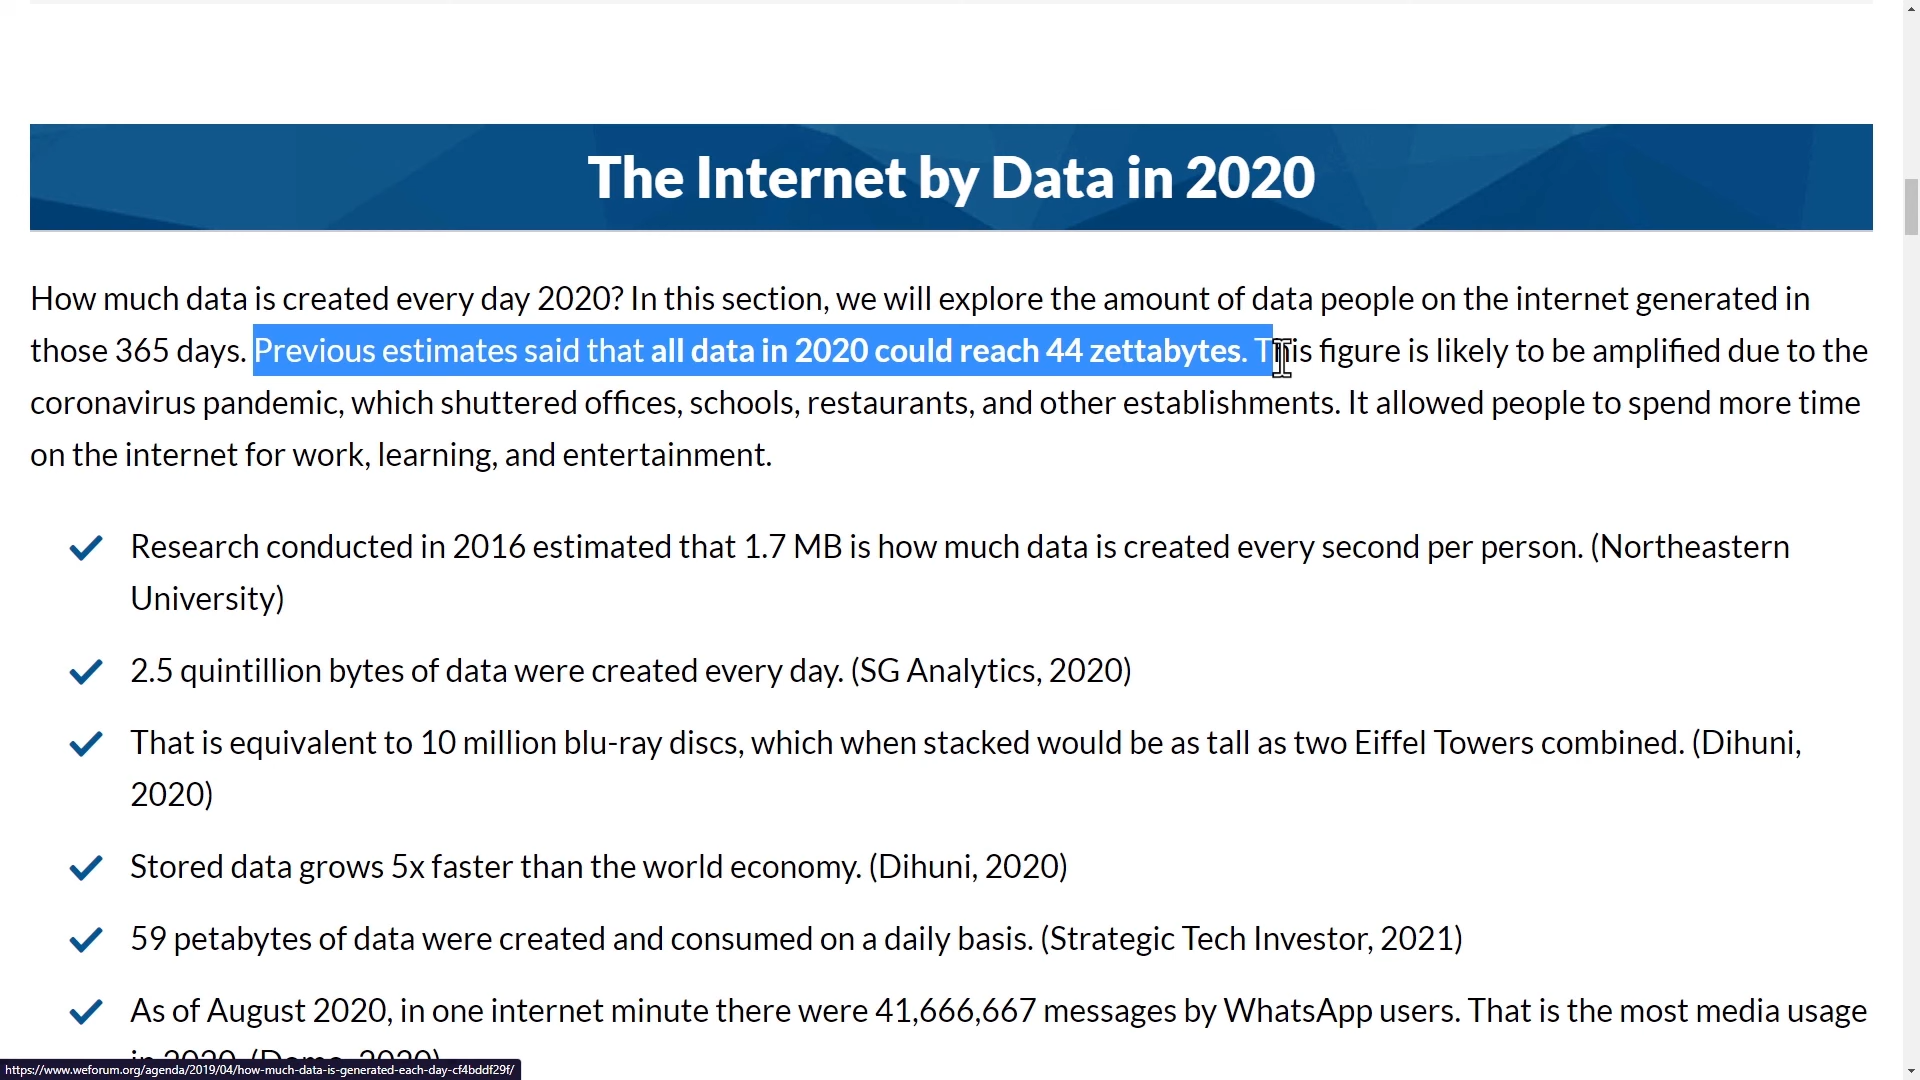 The Internet by Data in 2020
How much data is created every day 2020? In this section, we will explore the amount of data people on the internet generated in
those 365 days. Previous estimates said that all data in 2020 could reach 44 zettabytes. This figure is likely to be amplified due to the
coronavirus pandemic, which shuttered offices, schools, restaurants, and other establishments. It allowed people to spend more time
on the internet for work, learning, and entertainment.
Research conducted in 2016 estimated that 1.7 MB is how much data is created every second per person. (Northeastern
University)
2.5 quintillion bytes of data were created every day. (SG Analytics, 2020)
That is equivalent to 10 million blu-ray discs, which when stacked would be as tall as two Eiffel Towers combined. (Dihuni,
2020)
Stored data grows 5x faster than the world economy. (Dihuni, 2020)
59 petabytes of data were created and consumed on a daily basis. (Strategic Tech Investor, 2021)
As of August 2020, in one internet minute there were 41,666,667 messages by WhatsApp users. That is the most media usage
in 2020. (Domo, 2020)
https://www.weforum.org/agenda/2019/04/how-much-data-is-generated-each-day-cf4bddf29f/